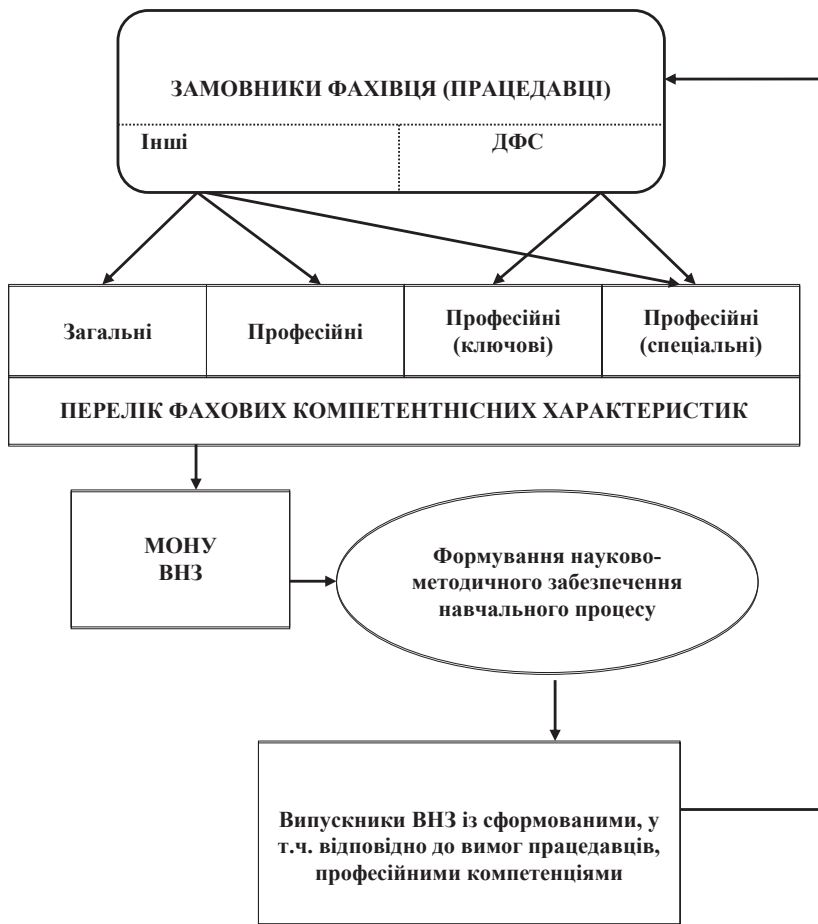 ЗАМОВНИКИ ФАХІВЦЯ (ПРАЦЕДАВЦІ)
Інші
ДФС
Загальні
Професійні
Професійні
(ключові)
Професійні
(спеціальні)
ПЕРЕЛІК ФАХОВИХ КОМПЕТЕНТНІСНИХ ХАРАКТЕРИСТИК
МОНУ
ВНЗ
Формування науково-
методичного забезпечення
навчального процесу
Випускники ВНЗ із сформованими, у
т.ч. відповідно до вимог працедавців,
професійними компетенціями